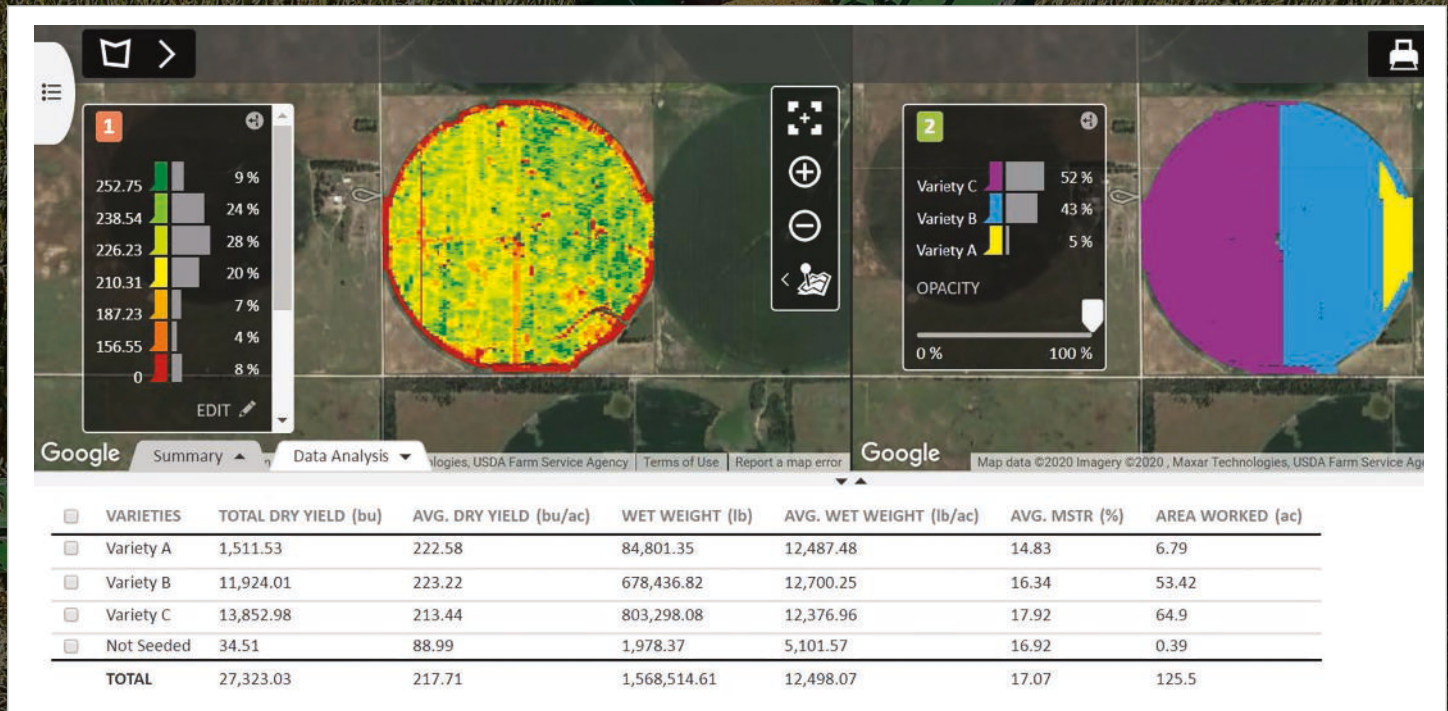 1
252.75 9 %
238.54 24 %
226.23 28 %
210.31 20 %
187.23 7 %
156.55 4 %
0 8 %
EDIT
2
Variety C 52 %
Variety B 43 %
Variety A 5 %
OPACITY
0 % 100 %
Google Summary Data Analysis logies, USDA Farm Service Agency Terms of Use Report a map error
Google Map data ©2020 Imagery ©2020 , Maxar Technologies, USDA Farm Service Age
VARIETIES TOTAL DRY YIELD (bu) AVG. DRY YIELD (bu/ac) WET WEIGHT (lb) AVG. WET WEIGHT (lb/ac) AVG. MSTR (%) AREA WORKED (ac)
Variety A 1,511.53 222.58 84,801.35 12,487.48 14.83 6.79
Variety B 11,924.01 223.22 678,436.82 12,700.25 16.34 53.42
Variety C 13,852.98 213.44 803,298.08 12,376.96 17.92 64.9
Not Seeded 34.51 88.99 1,978.37 5,101.57 16.92 0.39
TOTAL 27,323.03 217.71 1,568,514.61 12,498.07 17.07 125.5